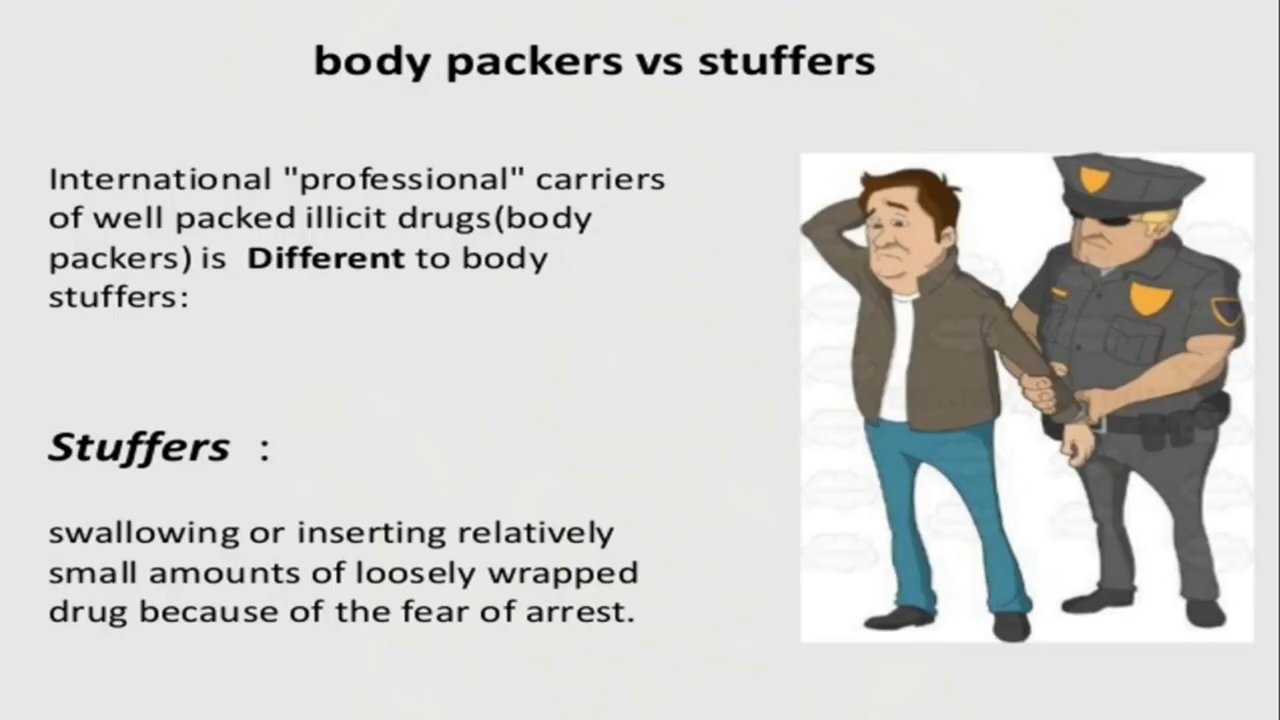 body packers vs stuffers
International "professional" carriers
of well packed illicit drugs(body
packers) is Different to body
stuffers:
Stuffers :
swallowing or inserting relatively
small amounts of loosely wrapped
drug because of the fear of arrest.